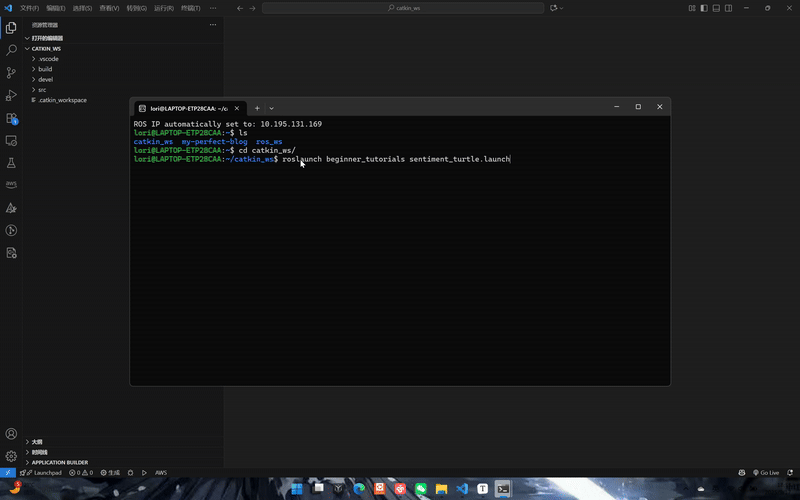 文件(F) 编辑(E) 选择(S) 查看(V) 转到(G) 运行(R) 终端(T) ··· catkin_ws
资源管理器 ···
打开的编辑器
CATKIN_WS
.vscode
build
devel
src
.catkin_workspace
lori@LAPTOP-ETP28CAA: ~/c
ROS IP automatically set to: 10.195.131.169
lori@LAPTOP-ETP28CAA:~$ ls
catkin_ws my-perfect-blog ros_ws
lori@LAPTOP-ETP28CAA:~$ cd catkin_ws/
lori@LAPTOP-ETP28CAA:~/catkin_ws$ roslaunch beginner_tutorials sentiment_turtle.launch
aws
大纲
时间线
APPLICATION BUILDER
Launchpad 0 0 生成 AWS Go Live